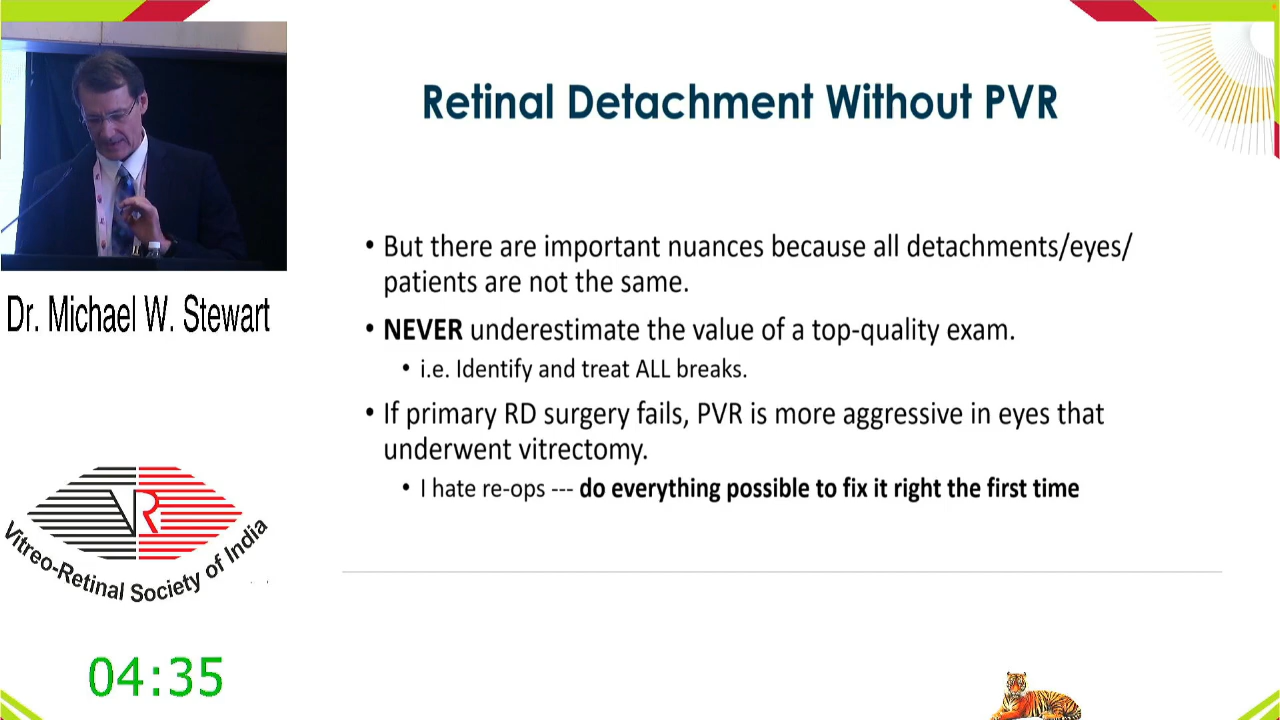 Retinal Detachment Without PVR
• But there are important nuances because all detachments/eyes/
patients are not the same.
• NEVER underestimate the value of a top-quality exam.
• i.e. Identify and treat ALL breaks.
• If primary RD surgery fails, PVR is more aggressive in eyes that
underwent vitrectomy.
• I hate re-ops --- do everything possible to fix it right the first time
Dr. Michael W. Stewart
VR
Vitreo-Retinal Society of India
04:35